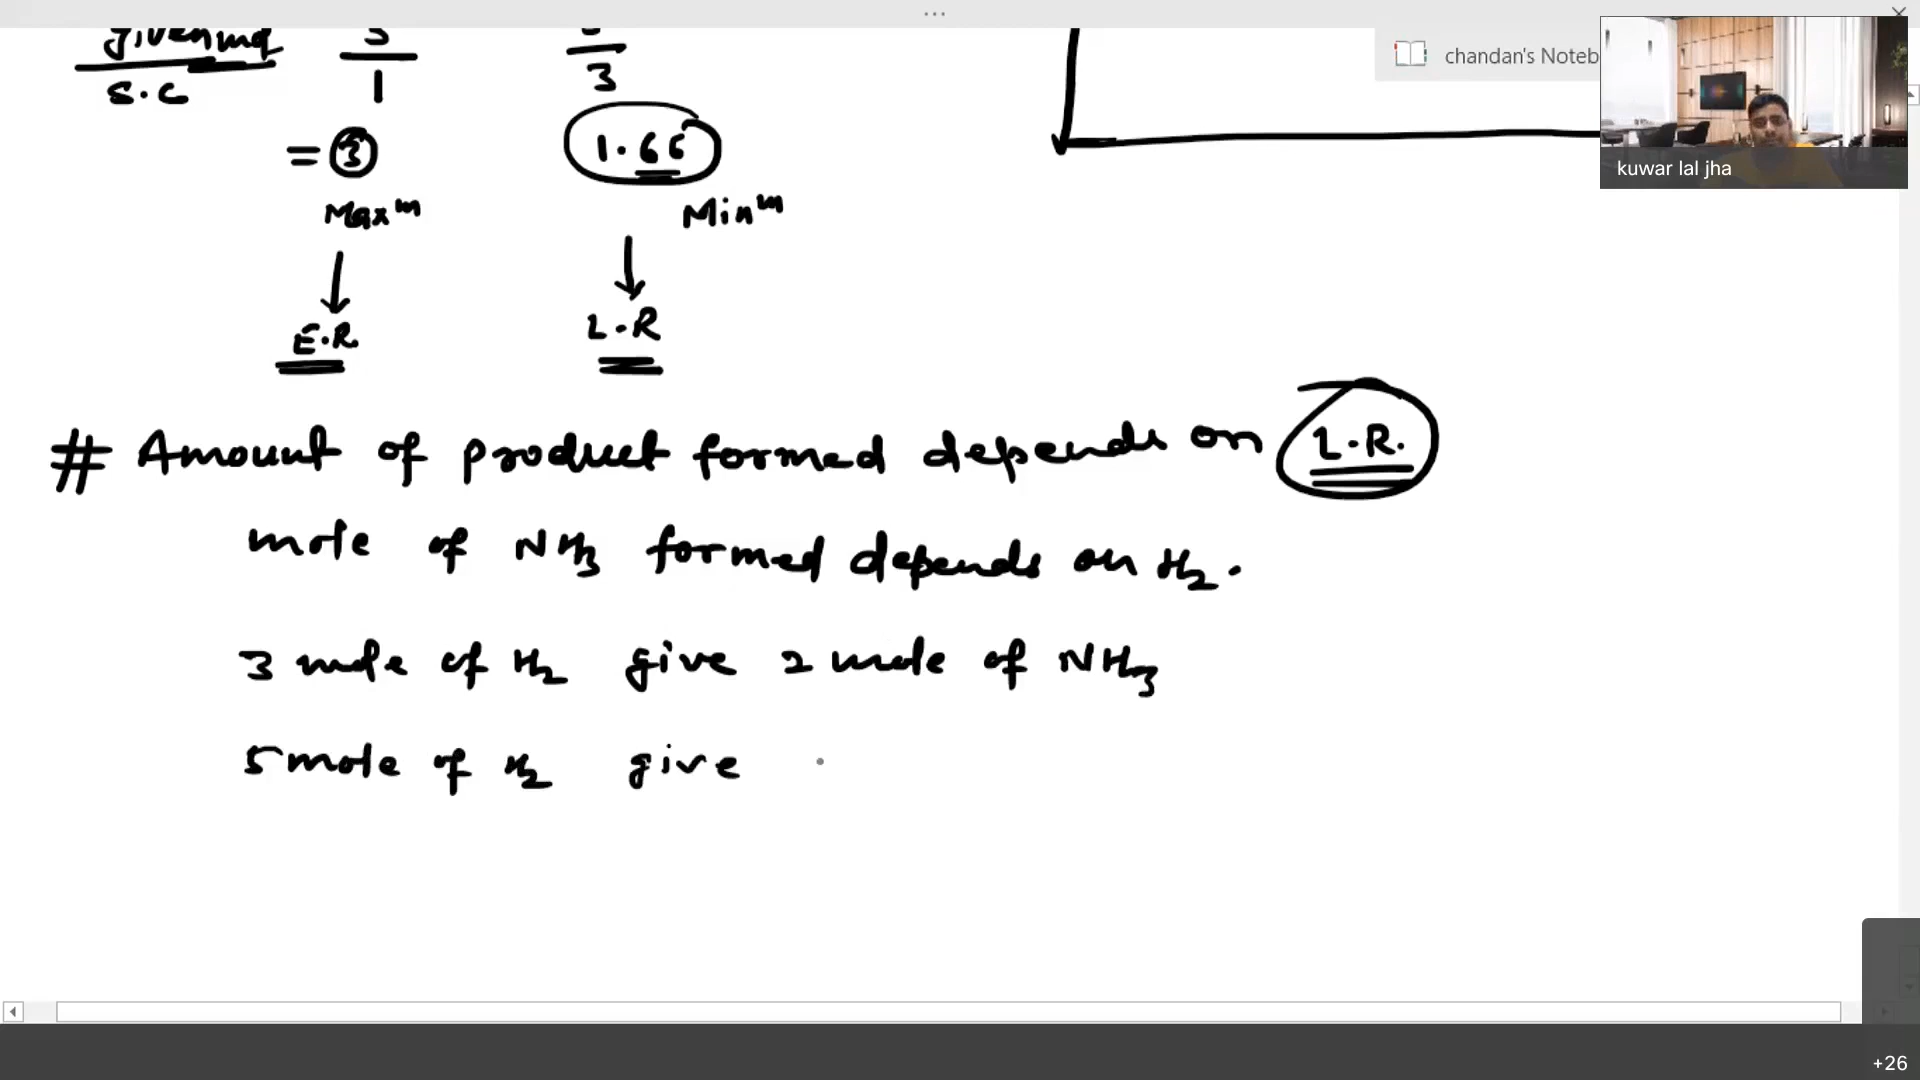 given mol 3
S.C 1 3
= 3 1.66
Maxᵐ Minᵐ
E.R. L.R
# Amount of product formed depends on L.R.
mole of NH₃ formed depends on H₂.
3 mole of H₂ give 2 mole of NH₃
5 mole of H₂ give
chandan's Noteb
kuwar lal jha
+26